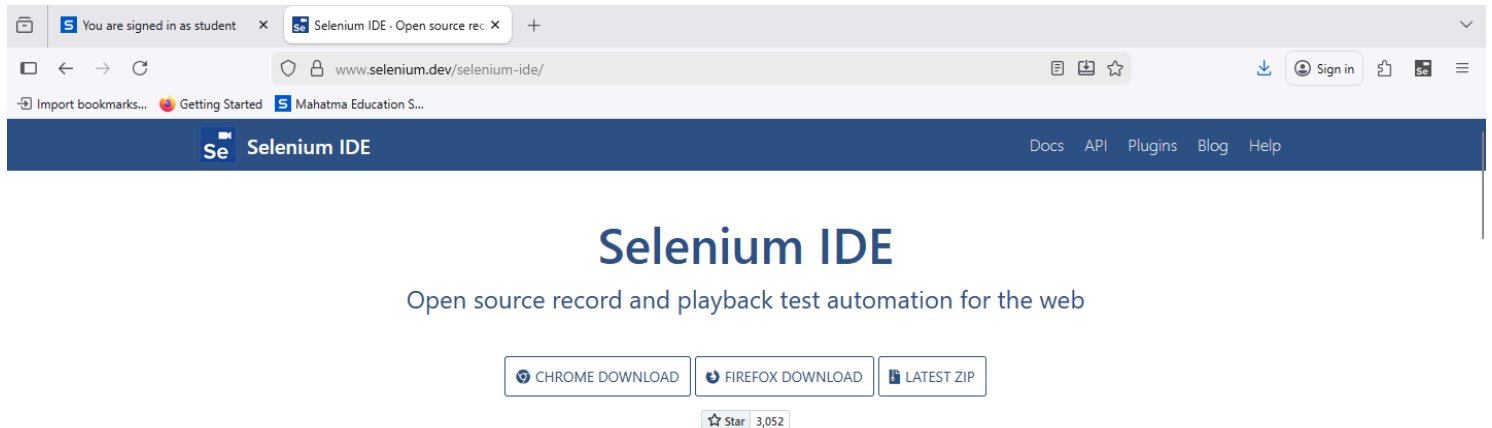 You are signed in as student
Selenium IDE · Open source rec
www.selenium.dev/selenium-ide/
Sign in
Se
Import bookmarks...
Getting Started
S Mahatma Education S...
Se Selenium IDE
Docs API Plugins Blog Help
Selenium IDE
Open source record and playback test automation for the web
CHROME DOWNLOAD
FIREFOX DOWNLOAD
LATEST ZIP
Star 3,052